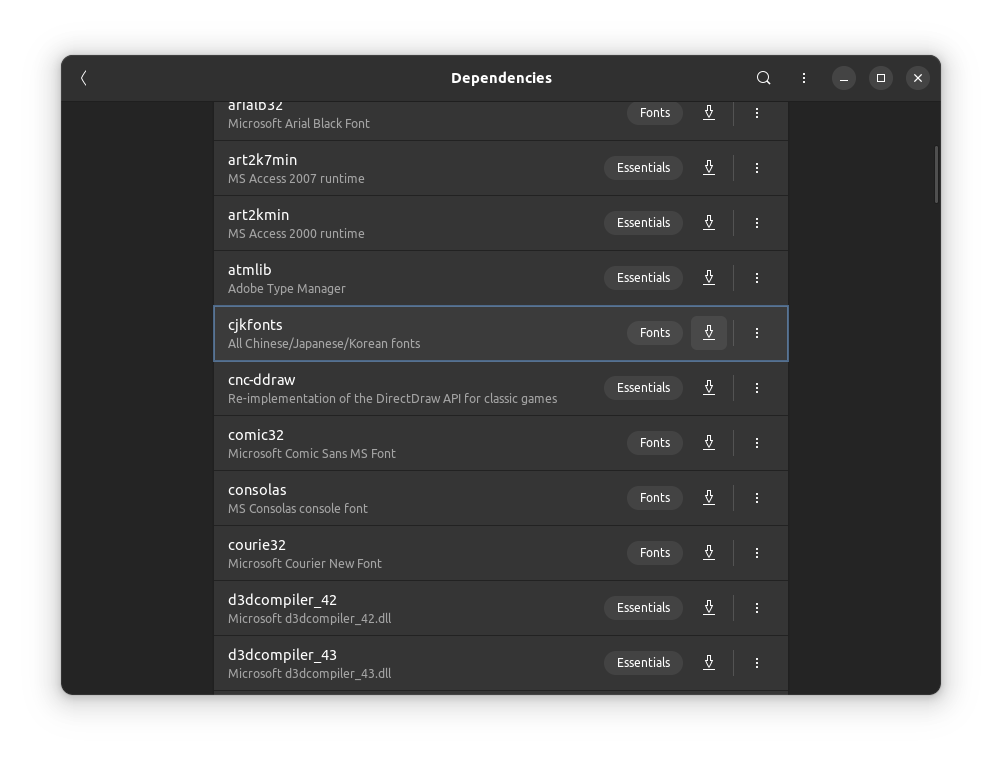 Dependencies
arialb32
Microsoft Arial Black Font
Fonts
art2k7min
MS Access 2007 runtime
Essentials
art2kmin
MS Access 2000 runtime
Essentials
atmlib
Adobe Type Manager
Essentials
cjkfonts
All Chinese/Japanese/Korean fonts
Fonts
cnc-ddraw
Re-implementation of the DirectDraw API for classic games
Essentials
comic32
Microsoft Comic Sans MS Font
Fonts
consolas
MS Consolas console font
Fonts
courie32
Microsoft Courier New Font
Fonts
d3dcompiler_42
Microsoft d3dcompiler_42.dll
Essentials
d3dcompiler_43
Microsoft d3dcompiler_43.dll
Essentials